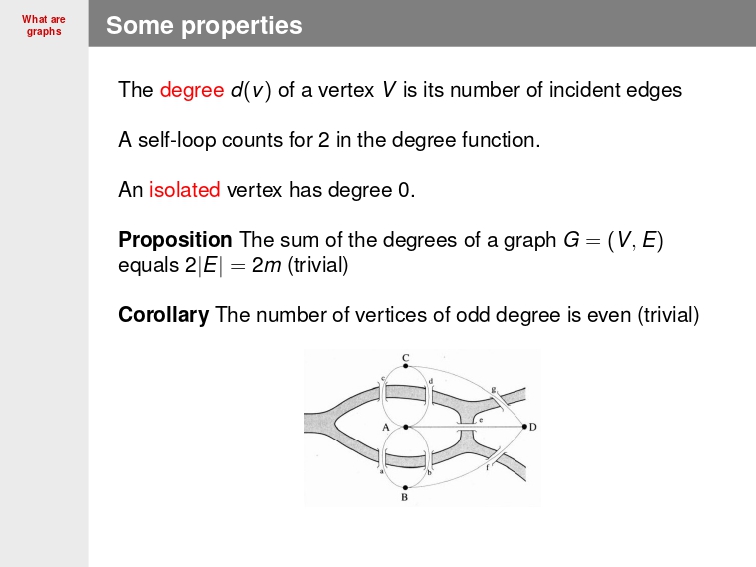 What are
graphs
Some properties
The degree d(v) of a vertex V is its number of incident edges
A self-loop counts for 2 in the degree function.
An isolated vertex has degree 0.
Proposition The sum of the degrees of a graph G = (V, E)
equals 2|E| = 2m (trivial)
Corollary The number of vertices of odd degree is even (trivial)
C
c d
g
e
A D
a b f
B